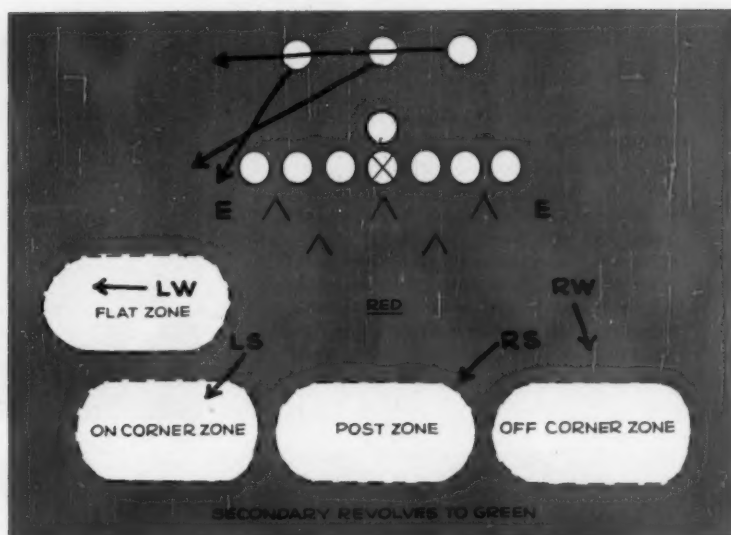 E E
LW
FLAT ZONE
RED
RW
LS RS
ON CORNER ZONE POST ZONE OFF CORNER ZONE
SECONDARY REVOLVES TO GREEN